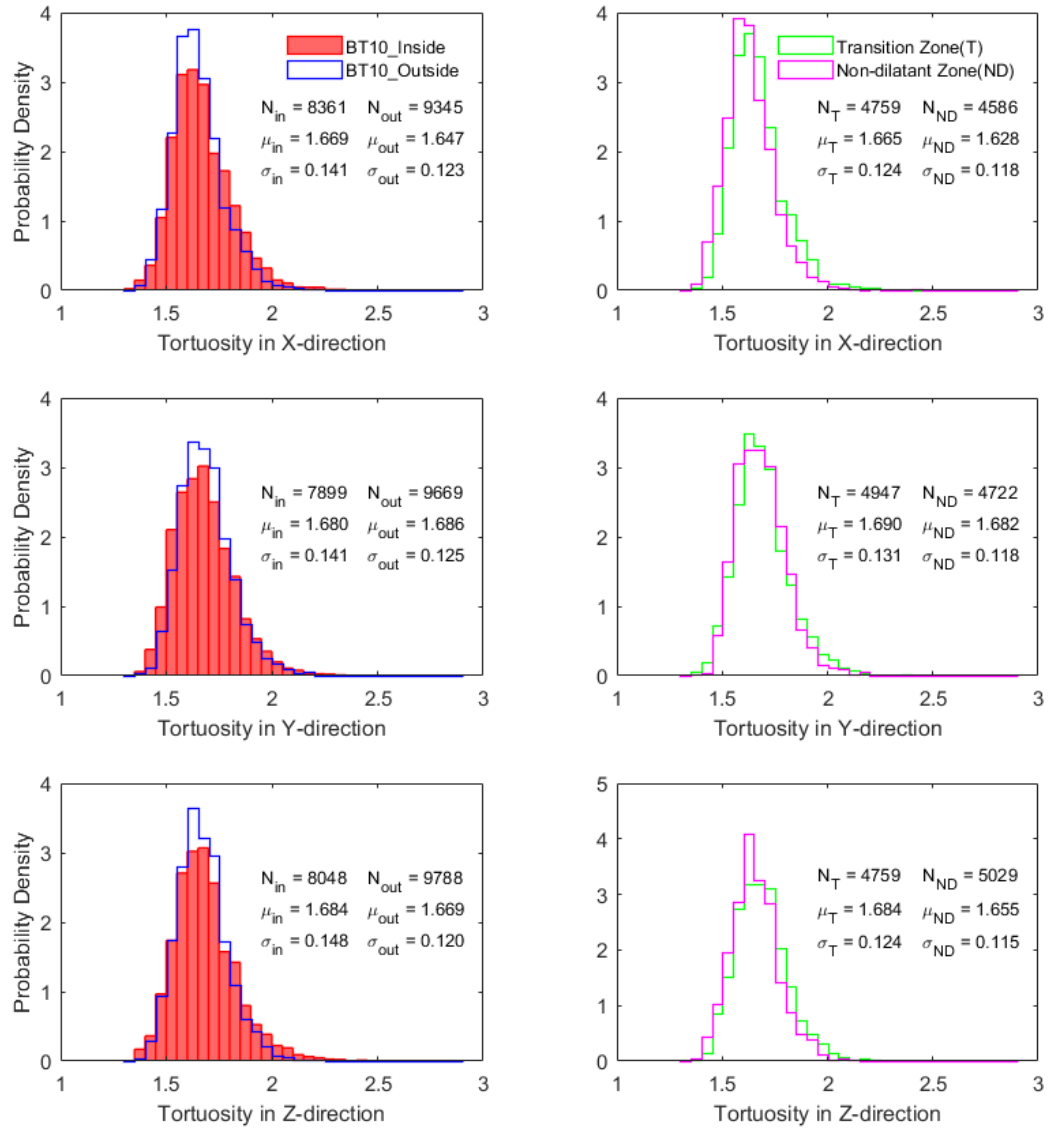 4
3
2
1
0
Probability Density
BT10_Inside
BT10_Outside
N_in = 8361 N_out = 9345
μ_in = 1.669 μ_out = 1.647
σ_in = 0.141 σ_out = 0.123
1 1.5 2 2.5 3
Tortuosity in X-direction
4
3
2
1
0
Transition Zone(T)
Non-dilatant Zone(ND)
N_T = 4759 N_ND = 4586
μ_T = 1.665 μ_ND = 1.628
σ_T = 0.124 σ_ND = 0.118
1 1.5 2 2.5 3
Tortuosity in X-direction
4
3
2
1
0
Probability Density
N_in = 7899 N_out = 9669
μ_in = 1.680 μ_out = 1.686
σ_in = 0.141 σ_out = 0.125
1 1.5 2 2.5 3
Tortuosity in Y-direction
4
3
2
1
0
N_T = 4947 N_ND = 4722
μ_T = 1.690 μ_ND = 1.682
σ_T = 0.131 σ_ND = 0.118
1 1.5 2 2.5 3
Tortuosity in Y-direction
4
3
2
1
0
Probability Density
N_in = 8048 N_out = 9788
μ_in = 1.684 μ_out = 1.669
σ_in = 0.148 σ_out = 0.120
1 1.5 2 2.5 3
Tortuosity in Z-direction
5
4
3
2
1
0
N_T = 4759 N_ND = 5029
μ_T = 1.684 μ_ND = 1.655
σ_T = 0.124 σ_ND = 0.115
1 1.5 2 2.5 3
Tortuosity in Z-direction